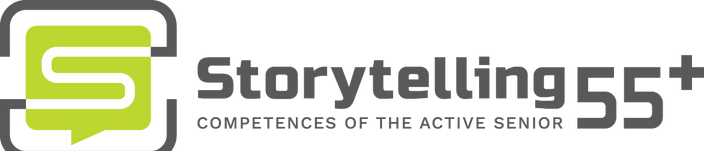 S
Storytelling 55+
COMPETENCES OF THE ACTIVE SENIOR